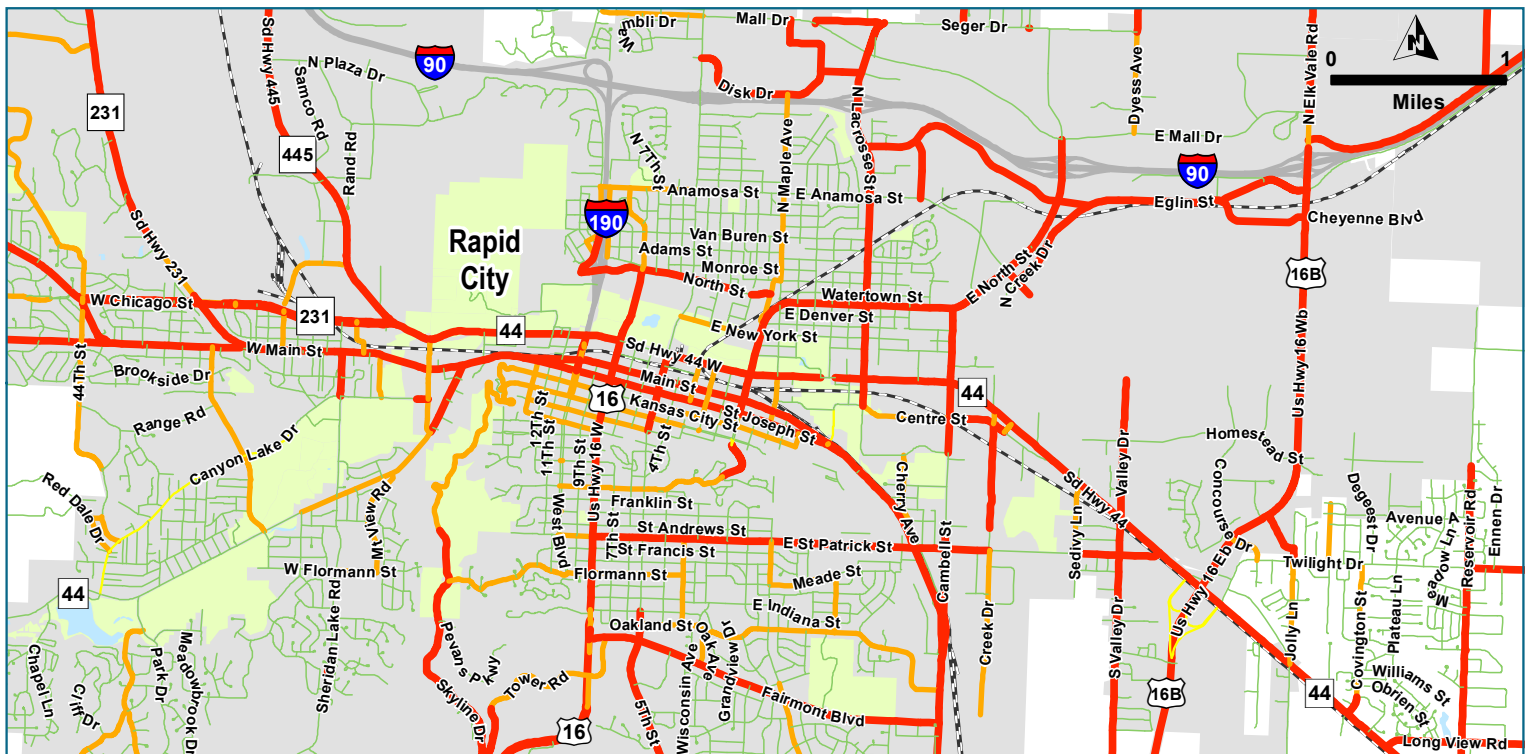 Sd Hwy 445
Wa
mbli Dr
Mall Dr
Seger Dr
N Plaza Dr
90
Samco Rd
Disk Dr
N Lacrosse St
Dyess Ave
N Elk Vale Rd
N
0
1
Miles
231
445
Rand Rd
N 7Th St
N Maple Ave
E Mall Dr
90
Anamosa St
E Anamosa St
Eglin St
Cheyenne Blvd
190
Sd Hwy 231
Rapid
City
Van Buren St
Adams St
Monroe St
North St
E North St
N Creek Dr
16B
W Chicago St
231
44
Watertown St
E Denver St
E New York St
W Main St
Sd Hwy 44 W
Us Hwy 16 Wb
44Th St
Brookside Dr
Main St
16
Kansas City St
St Joseph St
44
Centre St
Range Rd
Canyon Lake Dr
12Th St
11Th St
9Th St
Us Hwy 16 W
4Th St
Homestead St
Red Dale Dr
Mt View Rd
West Blvd
Franklin St
7Th St
Cherry Ave
Valley Dr
Sd Hwy 44
Sedivy Ln
Concourse Dr
Degeest Dr
Avenue A
Reservoir Rd
Ennen Dr
St Andrews St
St Francis St
E St Patrick St
Cambell St
Meadow Ln
W Flormann St
Flormann St
Meade St
Twilight Dr
44
Sheridan Lake Rd
E Indiana St
Us Hwy 16 Eb
Oakland St
Oak Ave
Grandview Dr
Creek Dr
S Valley Dr
Jolly Ln
Covington St
Plateau Ln
Chapel Ln
Cliff Dr
Park Dr
Meadowbrook Dr
Pevans Pkwy
Skyline Dr
Tower Rd
16
5Th St
Wisconsin Ave
Fairmont Blvd
16B
44
Williams St
Obrien St
Long View Rd